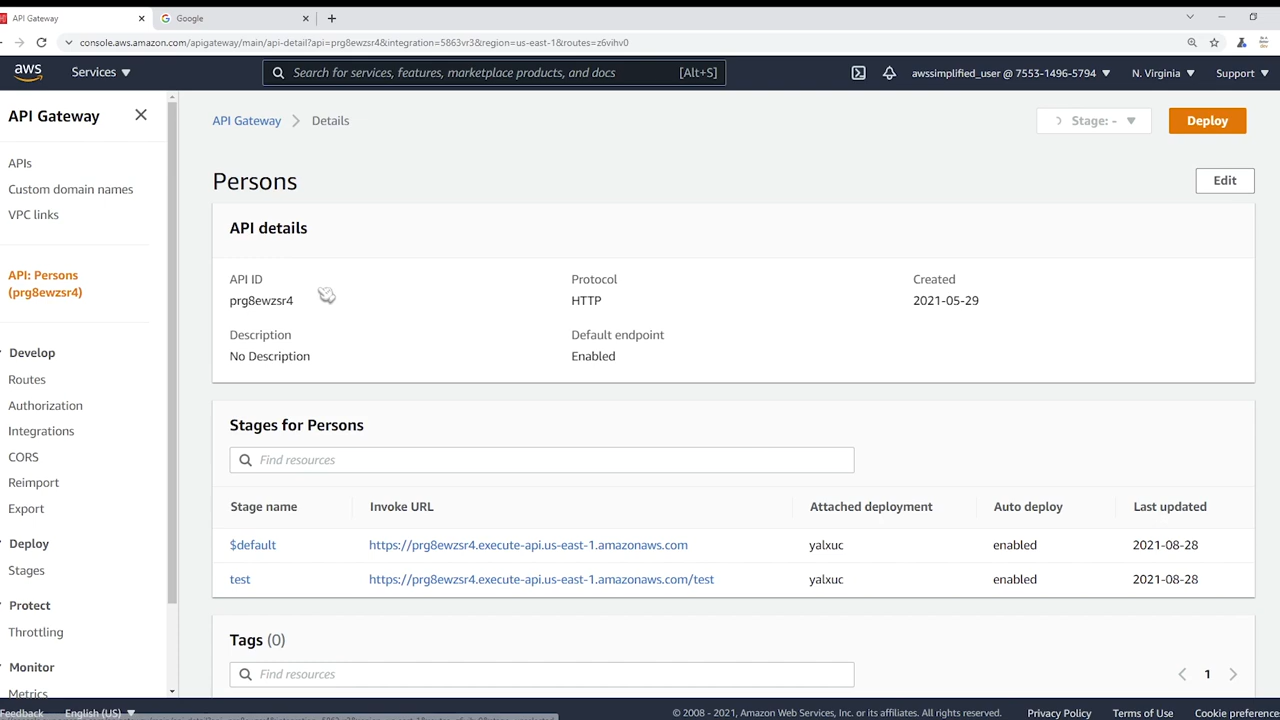 API Gateway
Google
console.aws.amazon.com/apigateway/main/api-detail?api=prg8ewzsr4&integration=5863vr3&region=us-east-1&routes=z6vihv0
aws
Services
Search for services, features, marketplace products, and docs [Alt+S]
awssimplified_user @ 7553-1496-5794
N. Virginia
Support
API Gateway
APIs
Custom domain names
VPC links
API: Persons
(prg8ewzsr4)
Develop
Routes
Authorization
Integrations
CORS
Reimport
Export
Deploy
Stages
Protect
Throttling
Monitor
Metrics
API Gateway
Details
Stage: -
Deploy
Persons
Edit
API details
API ID
prg8ewzsr4
Protocol
HTTP
Created
2021-05-29
Description
No Description
Default endpoint
Enabled
Stages for Persons
Find resources
Stage name Invoke URL Attached deployment Auto deploy Last updated
$default https://prg8ewzsr4.execute-api.us-east-1.amazonaws.com yalxuc enabled 2021-08-28
test https://prg8ewzsr4.execute-api.us-east-1.amazonaws.com/test yalxuc enabled 2021-08-28
Tags (0)
Find resources
1
Feedback
English (US)
© 2008 - 2021, Amazon Web Services, Inc. or its affiliates. All rights reserved.
Privacy Policy
Terms of Use
Cookie preferences